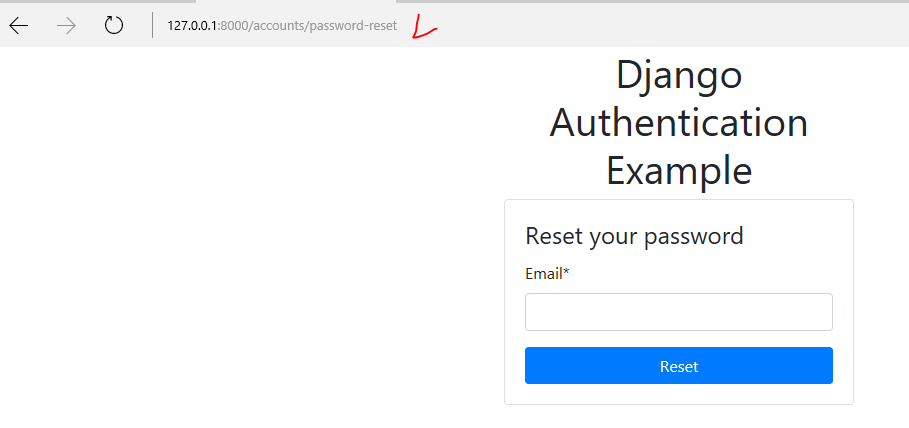 127.0.0.1:8000/accounts/password-reset
Django
Authentication
Example
Reset your password
Email*
Reset